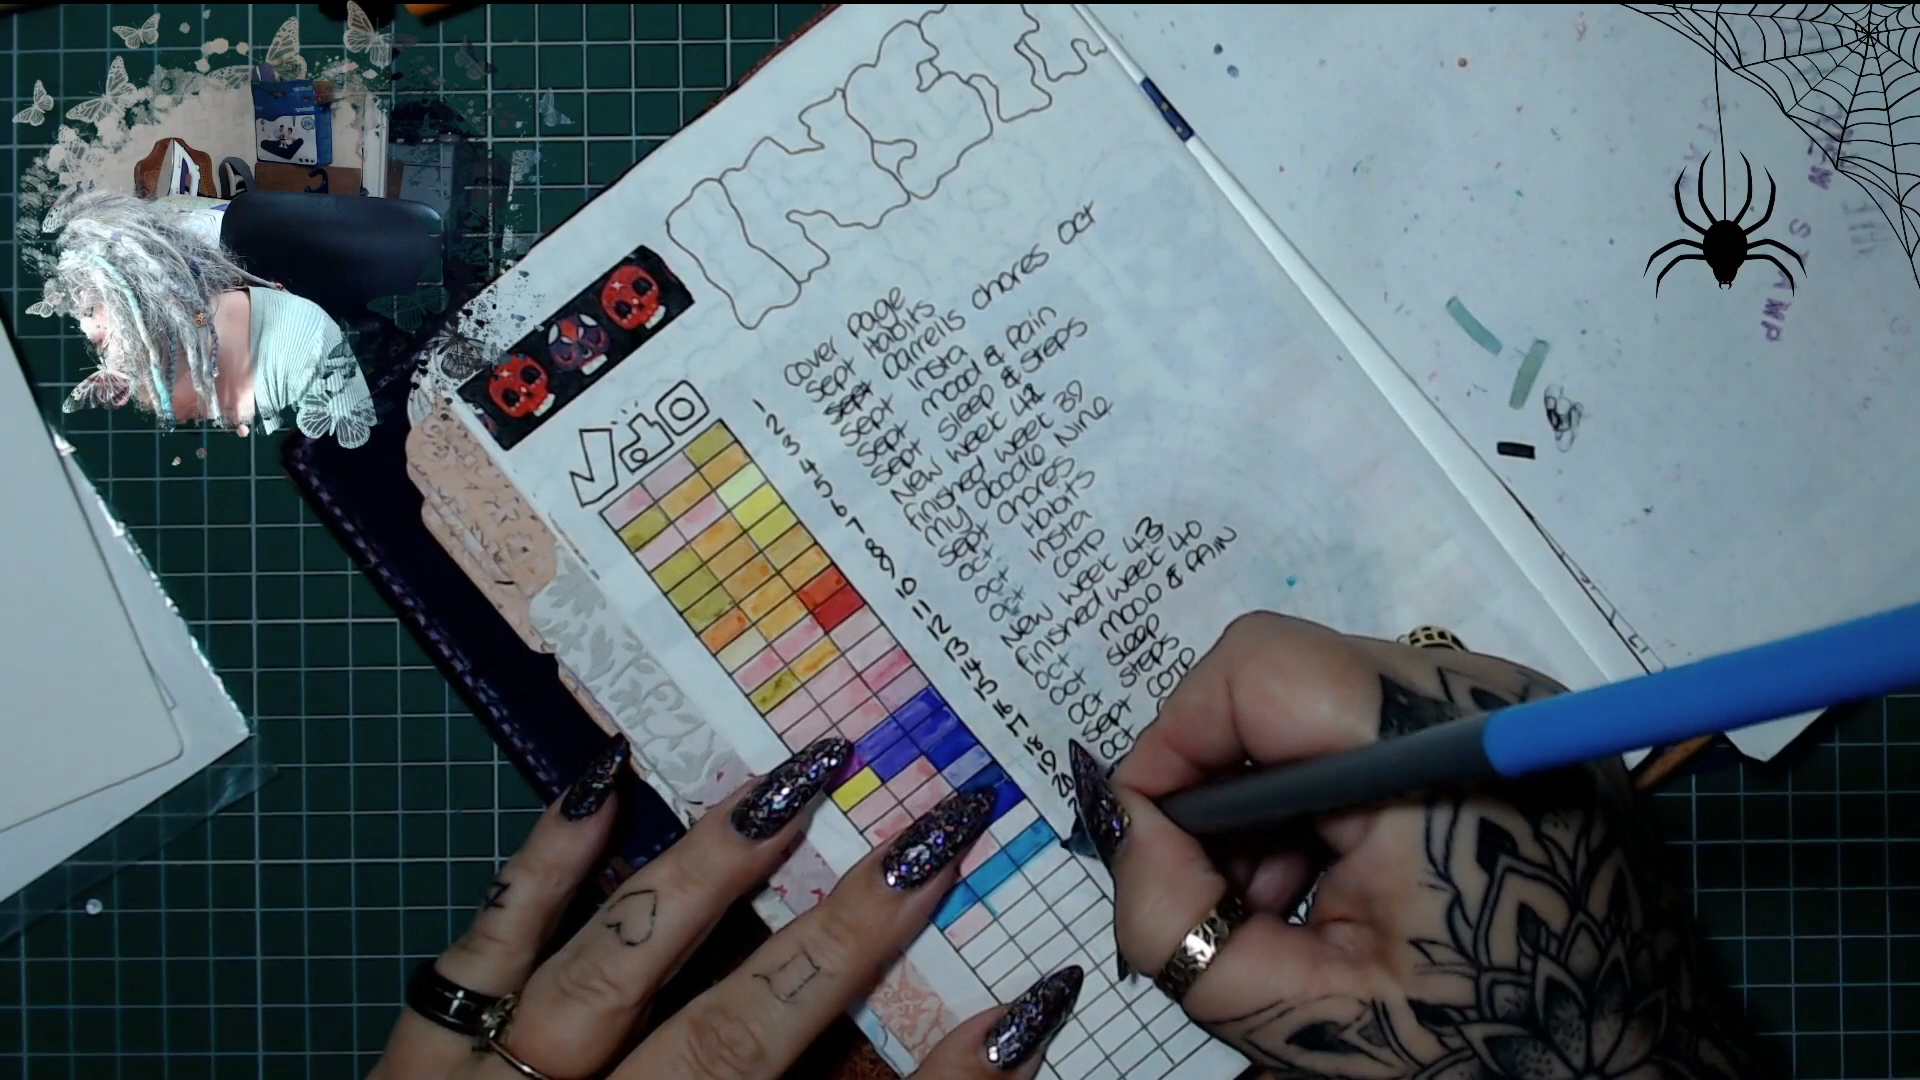 INSTA
√ d O
1 cover page
2 Sept Habits
3 Sept Darrells chores Oct
4 Sept Insta
5 Sept mood & pain
6 Sept sleep & steps
7 New week 42
8 finished week 39
9 my doodle Nine
10 Sept chores
11 Oct Habits
12 Oct Insta
13 Oct COTD
14 New week 43
15 finished week 40
16 Oct mood & PAIN
17 Oct sleep
18 Oct steps
19 Sept COTD
20 Oct
STAMP